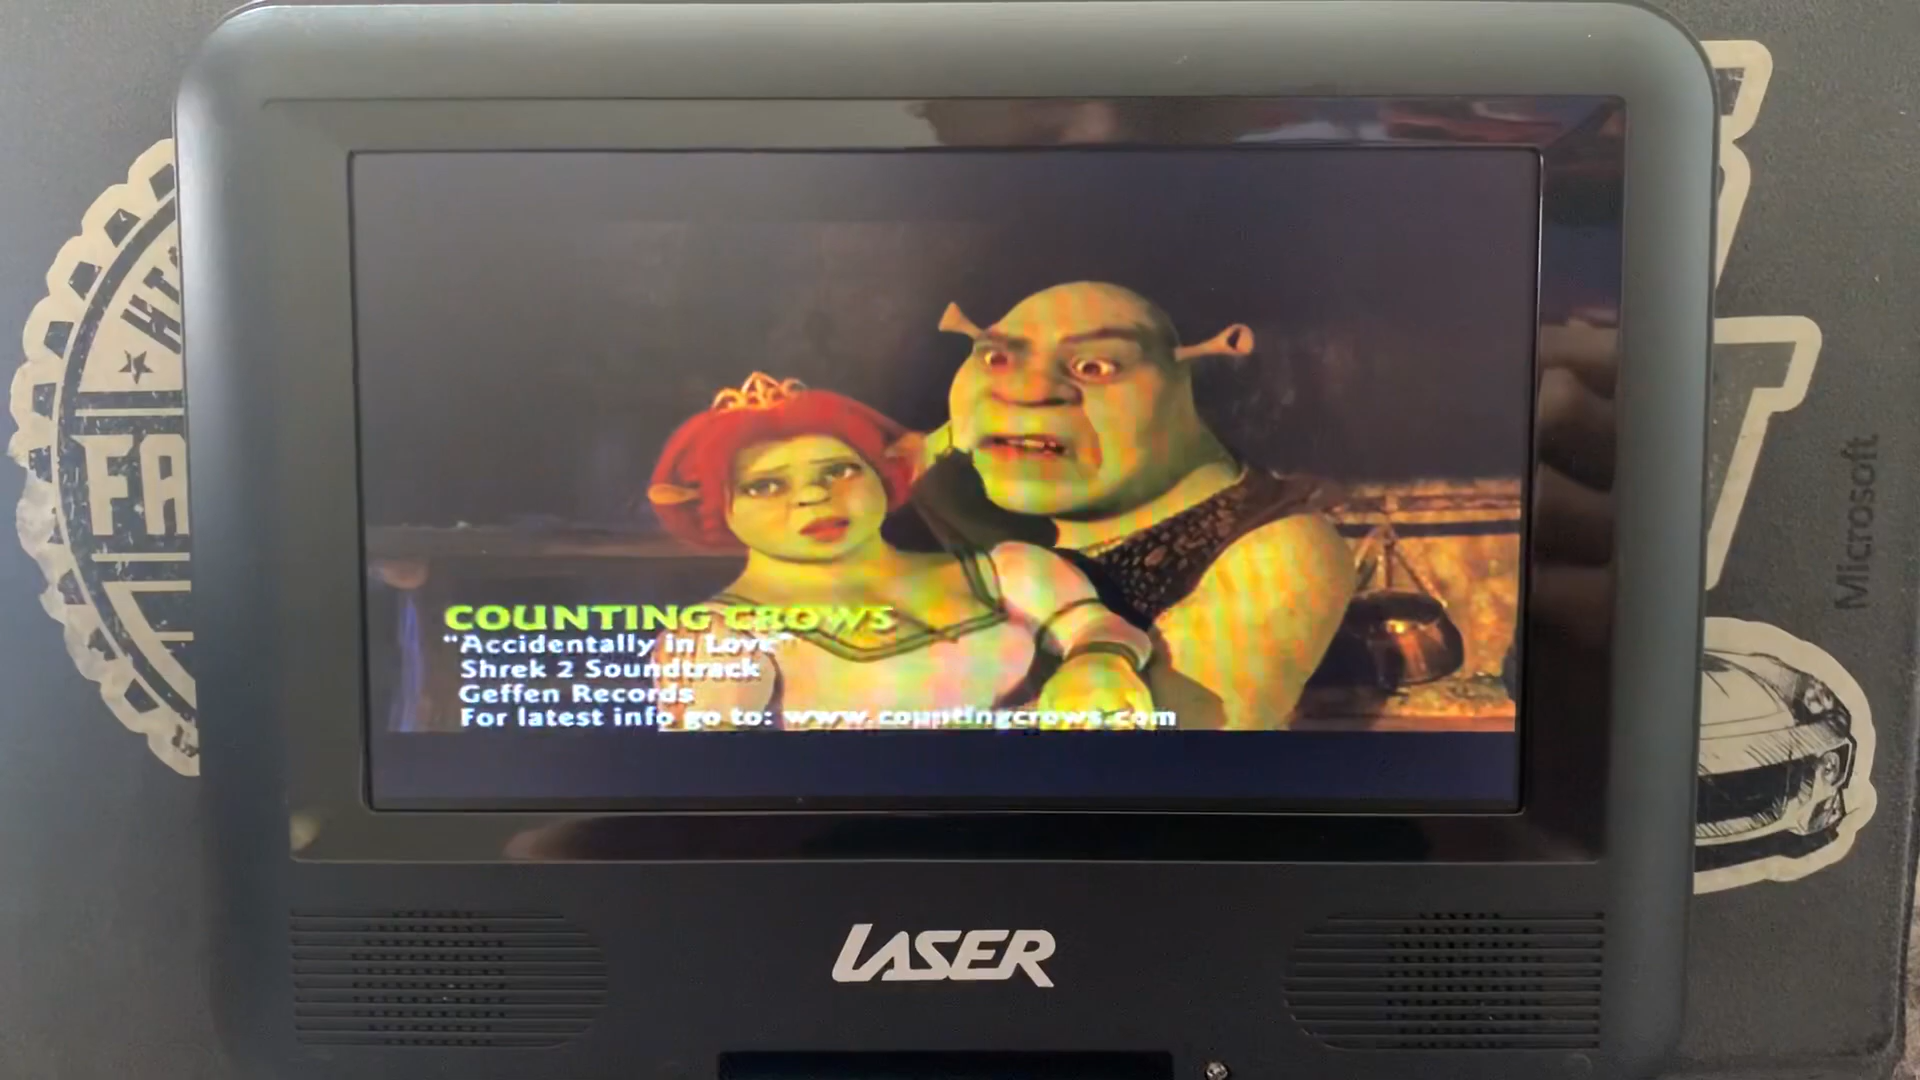 COUNTING CROWS
"Accidentally in Love"
Shrek 2 Soundtrack
Geffen Records
For latest info go to: www.countingcrows.com
LASER
Microsoft
FA